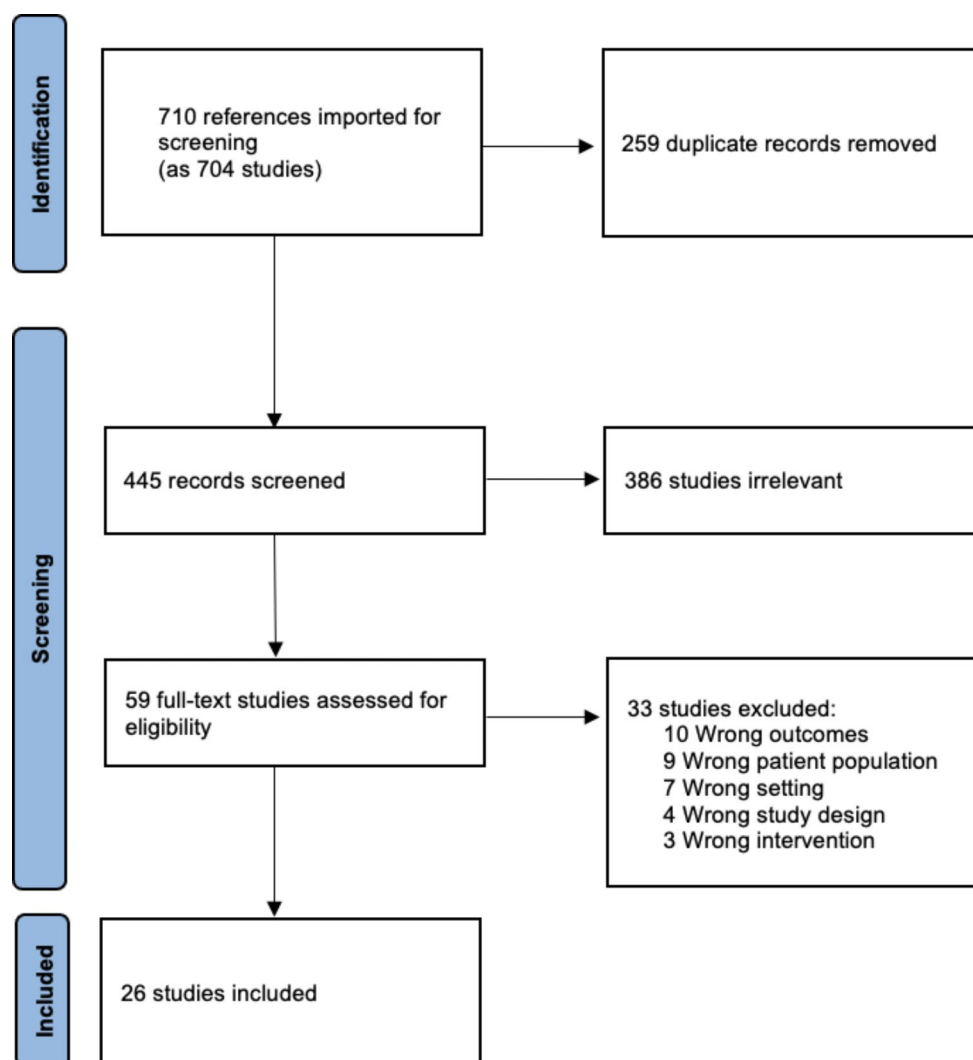 Identification
710 references imported for
screening
(as 704 studies)
259 duplicate records removed
Screening
445 records screened
386 studies irrelevant
59 full-text studies assessed for
eligibility
33 studies excluded:
10 Wrong outcomes
9 Wrong patient population
7 Wrong setting
4 Wrong study design
3 Wrong intervention
Included
26 studies included